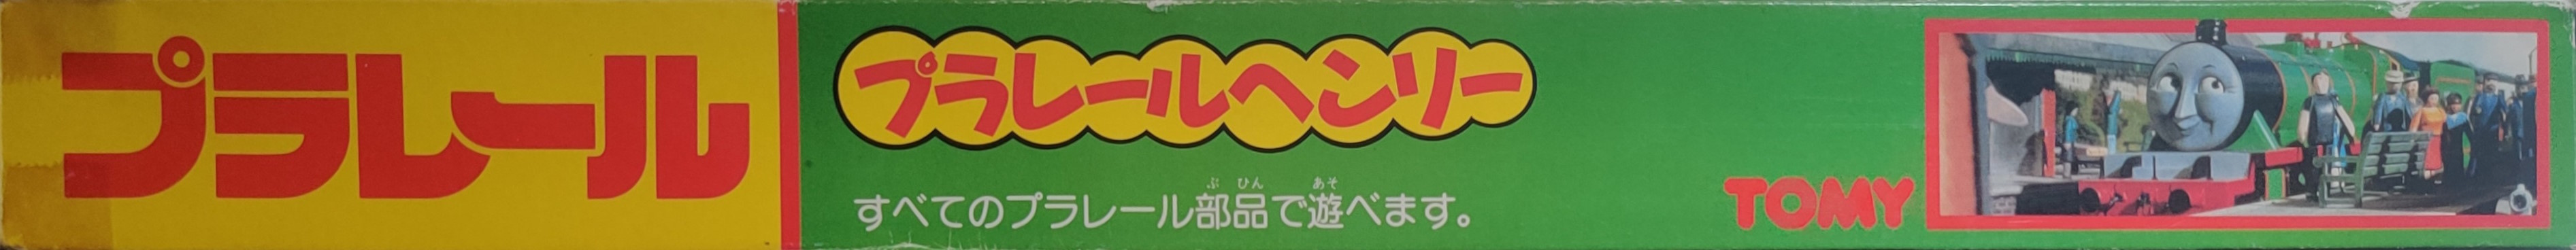 プラレール
プラレールヘンリー
すべてのプラレール部品で遊べます。
ぶ ひん あそ
TOMY